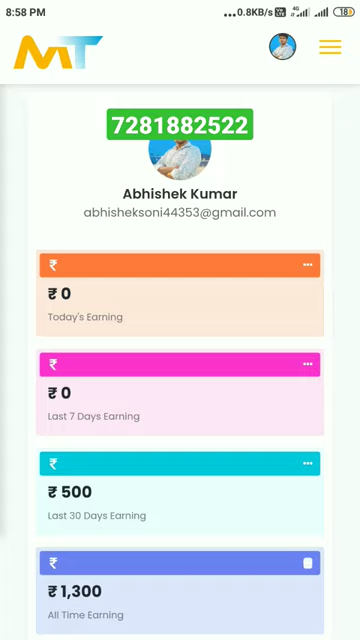 8:58 PM
...0.8KB/s 4G 18
MT
7281882522
Abhishek Kumar
abhisheksoni44353@gmail.com
₹
₹ 0
Today's Earning
₹
₹ 0
Last 7 Days Earning
₹
₹ 500
Last 30 Days Earning
₹
₹ 1,300
All Time Earning